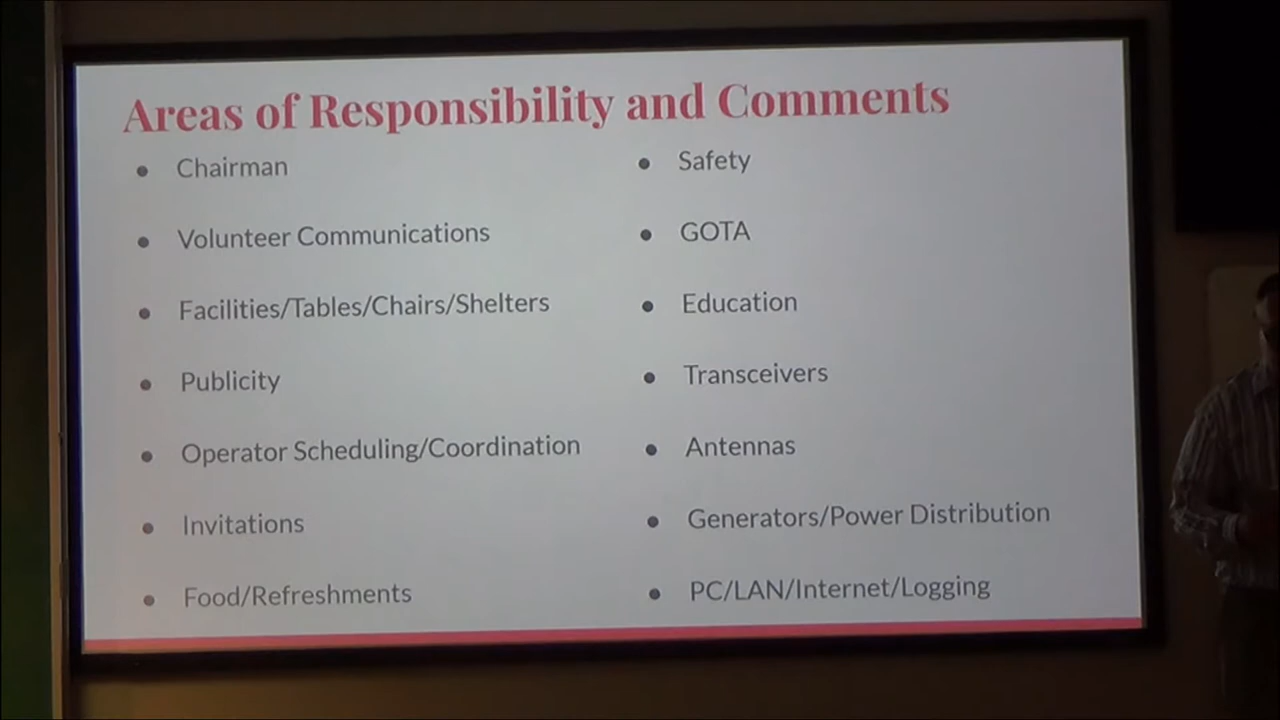 Areas of Responsibility and Comments
Chairman
Volunteer Communications
Facilities/Tables/Chairs/Shelters
Publicity
Operator Scheduling/Coordination
Invitations
Food/Refreshments
Safety
GOTA
Education
Transceivers
Antennas
Generators/Power Distribution
PC/LAN/Internet/Logging